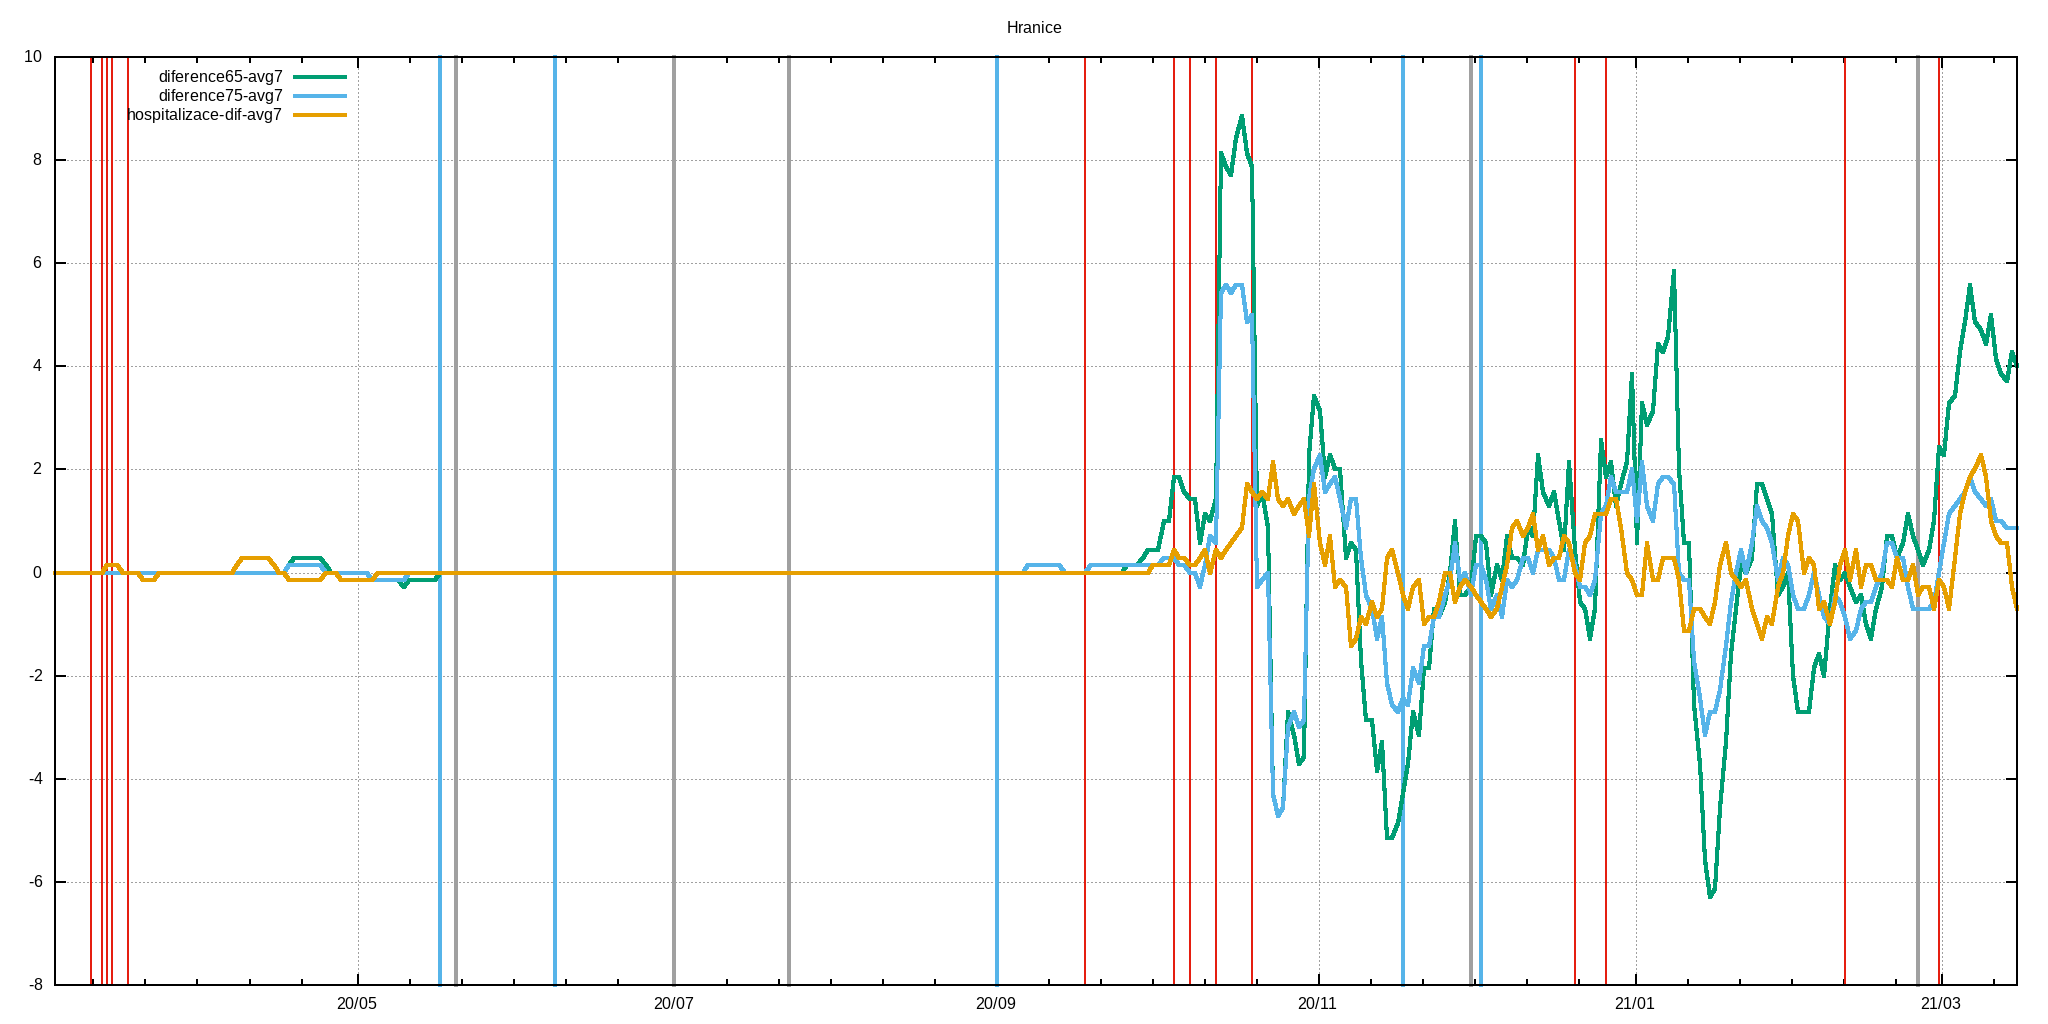 Hranice
diference65-avg7
diference75-avg7
hospitalizace-dif-avg7
10
8
6
4
2
0
-2
-4
-6
-8
20/05 20/07 20/09 20/11 21/01 21/03